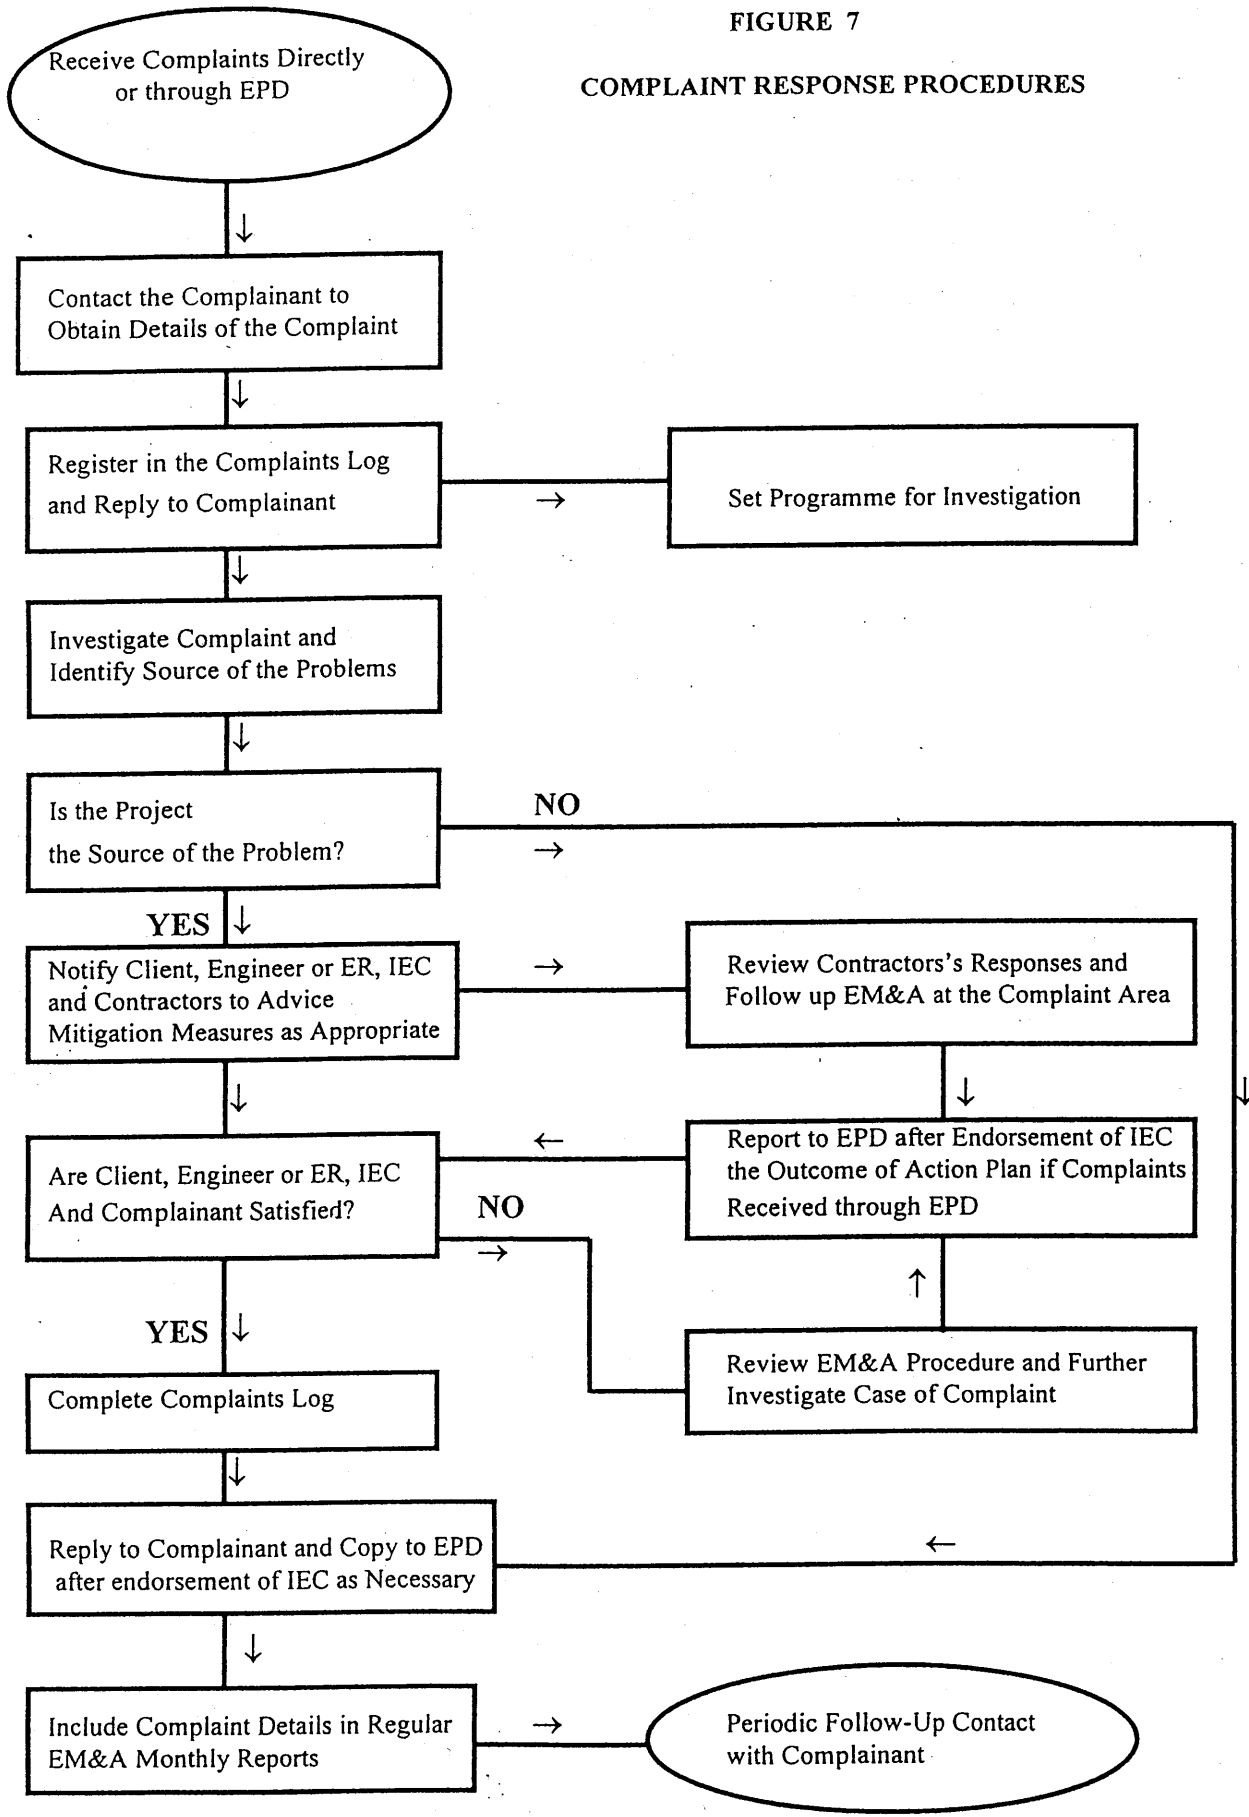 FIGURE 7
COMPLAINT RESPONSE PROCEDURES
Receive Complaints Directly
or through EPD
↓
Contact the Complainant to
Obtain Details of the Complaint
↓
Register in the Complaints Log
and Reply to Complainant
→
Set Programme for Investigation
↓
Investigate Complaint and
Identify Source of the Problems
↓
Is the Project
the Source of the Problem?
NO
→
YES ↓
Notify Client, Engineer or ER, IEC
and Contractors to Advice
Mitigation Measures as Appropriate
→
Review Contractors's Responses and
Follow up EM&A at the Complaint Area
↓
↓
↓
Are Client, Engineer or ER, IEC
And Complainant Satisfied?
←
Report to EPD after Endorsement of IEC
the Outcome of Action Plan if Complaints
Received through EPD
NO
→
↑
YES ↓
Review EM&A Procedure and Further
Investigate Case of Complaint
Complete Complaints Log
↓
Reply to Complainant and Copy to EPD
after endorsement of IEC as Necessary
←
↓
Include Complaint Details in Regular
EM&A Monthly Reports
→
Periodic Follow-Up Contact
with Complainant